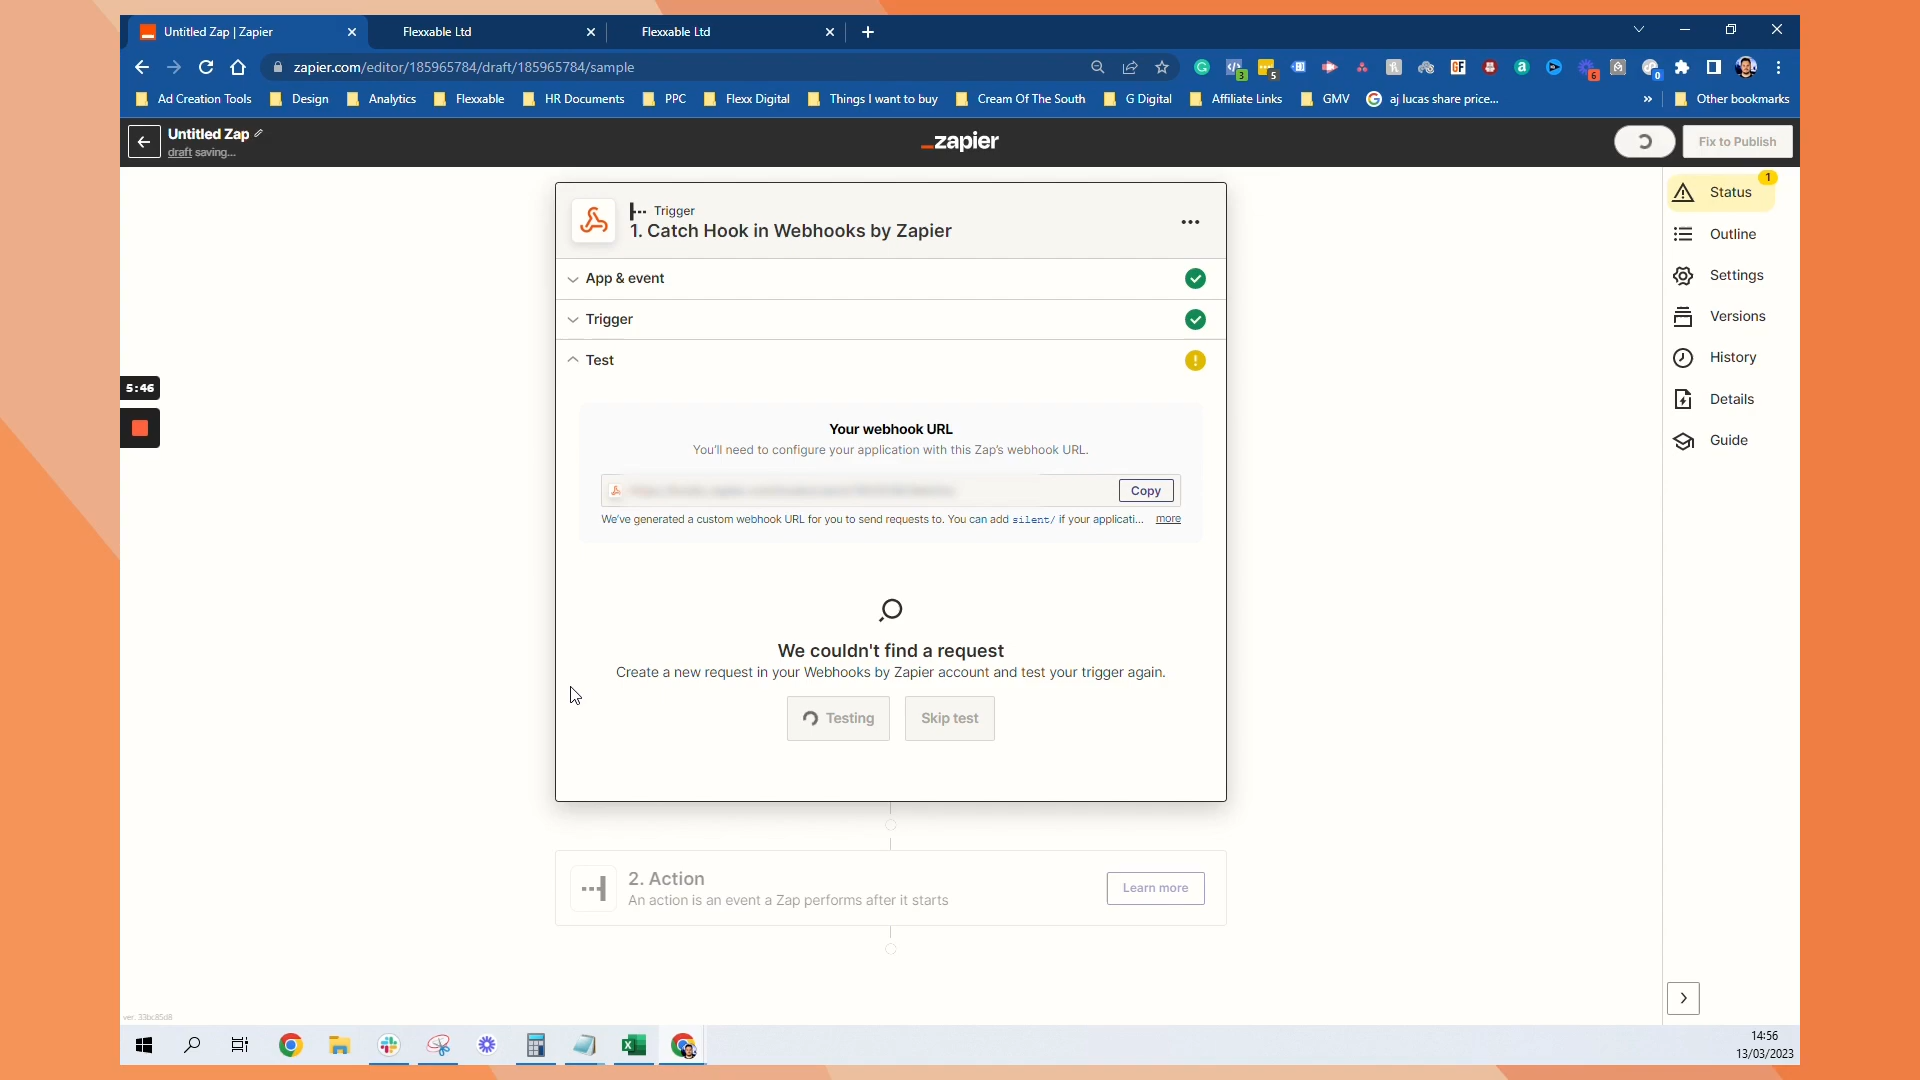 Untitled Zap | Zapier
Flexxable Ltd
Flexxable Ltd
zapier.com/editor/185965784/draft/185965784/sample
3
5
6
0
Ad Creation Tools
Design
Analytics
Flexxable
HR Documents
PPC
Flexx Digital
Things I want to buy
Cream Of The South
G Digital
Affiliate Links
GMV
aj lucas share price...
»
Other bookmarks
Untitled Zap
draft saving...
zapier
Fix to Publish
Trigger
1. Catch Hook in Webhooks by Zapier
App & event
Trigger
Test
Your webhook URL
You'll need to configure your application with this Zap's webhook URL.
Copy
We've generated a custom webhook URL for you to send requests to. You can add silent/ if your applicati... more
We couldn't find a request
Create a new request in your Webhooks by Zapier account and test your trigger again.
Testing
Skip test
2. Action
An action is an event a Zap performs after it starts
Learn more
1
Status
Outline
Settings
Versions
History
Details
Guide
5:46
ver. 33bc85d8
14:56
13/03/2023